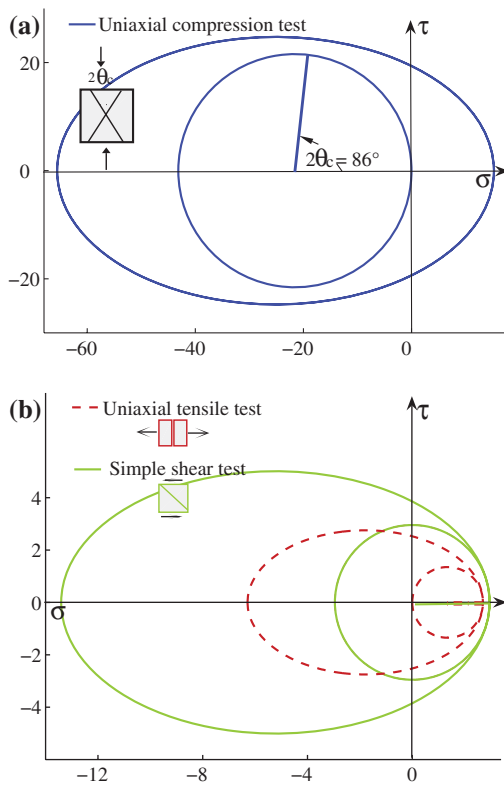 (a)
Uniaxial compression test
τ
2θc
20
2θc = 86°
0
σ
−20
−60
−40
−20
0
(b)
Uniaxial tensile test
τ
Simple shear test
4
2
0
σ
−2
−4
−12
−8
−4
0